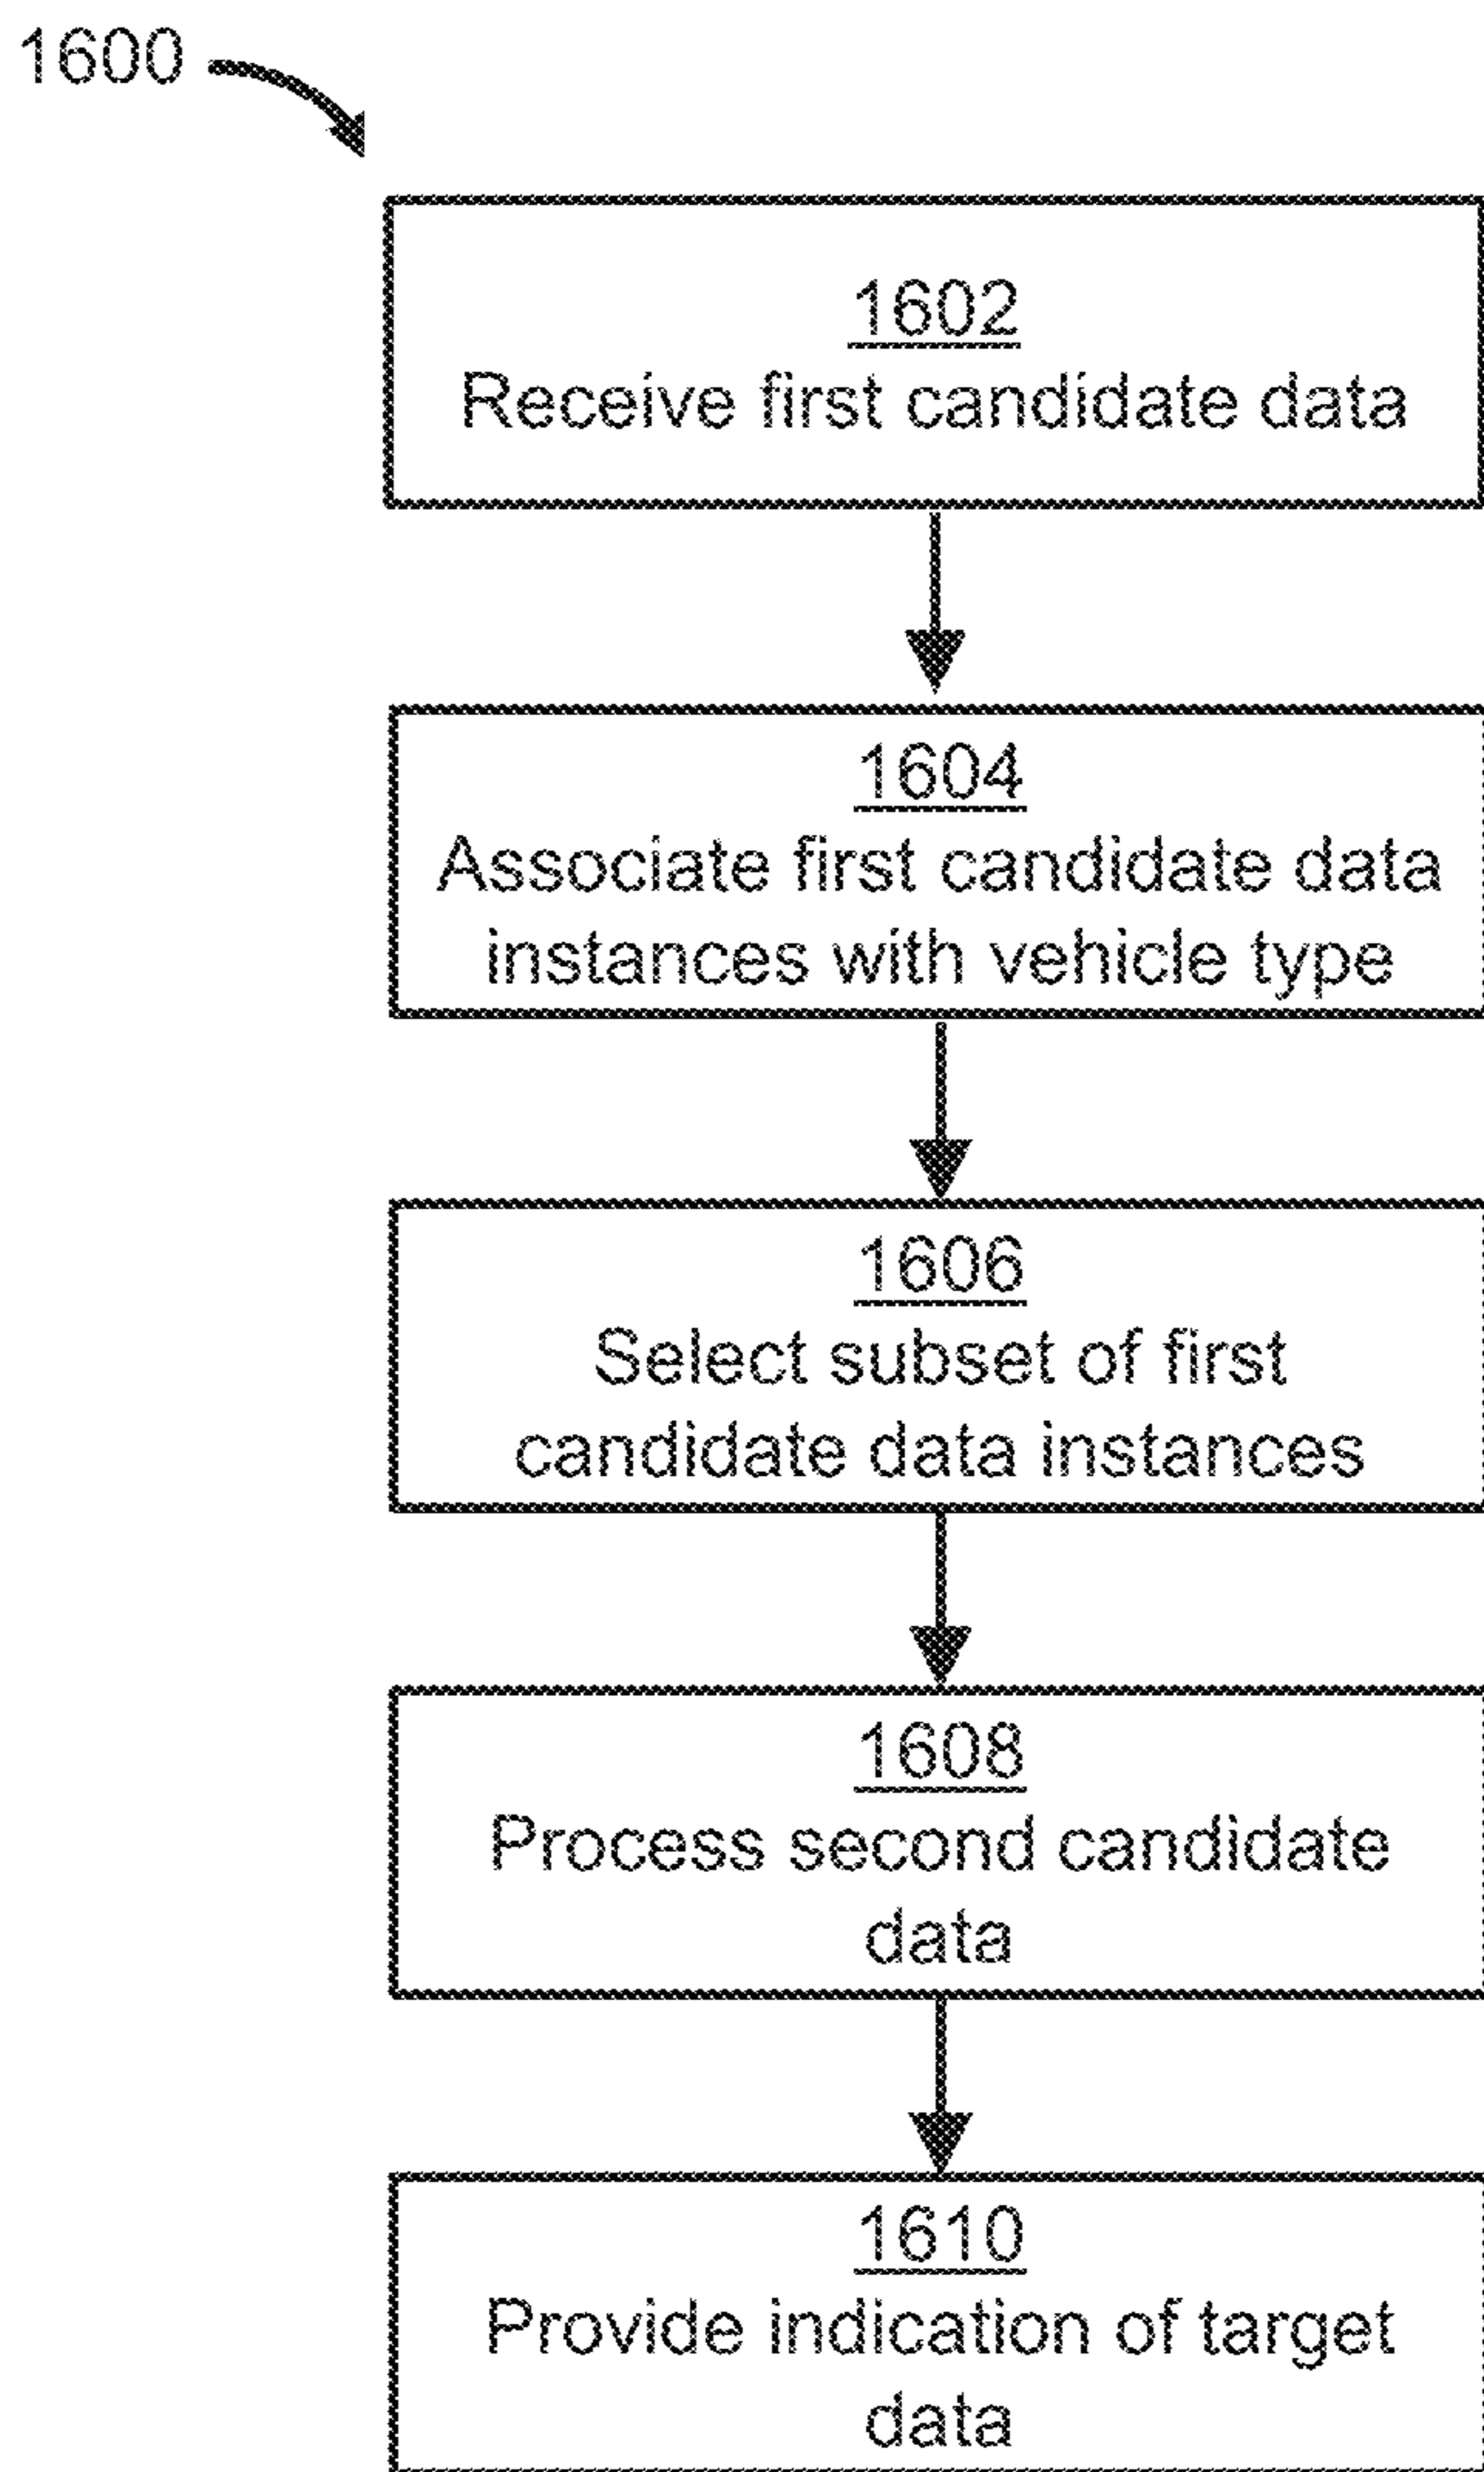 1600
1602
Receive first candidate data
1604
Associate first candidate data
instances with vehicle type
1606
Select subset of first
candidate data instances
1608
Process second candidate
data
1610
Provide indication of target
data